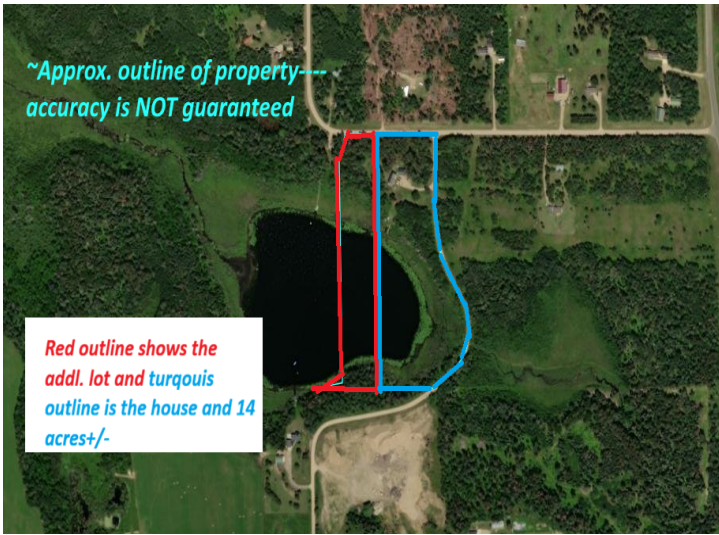 ~Approx. outline of property----
accuracy is NOT guaranteed
Red outline shows the
addl. lot and turqouis
outline is the house and 14
acres+/-